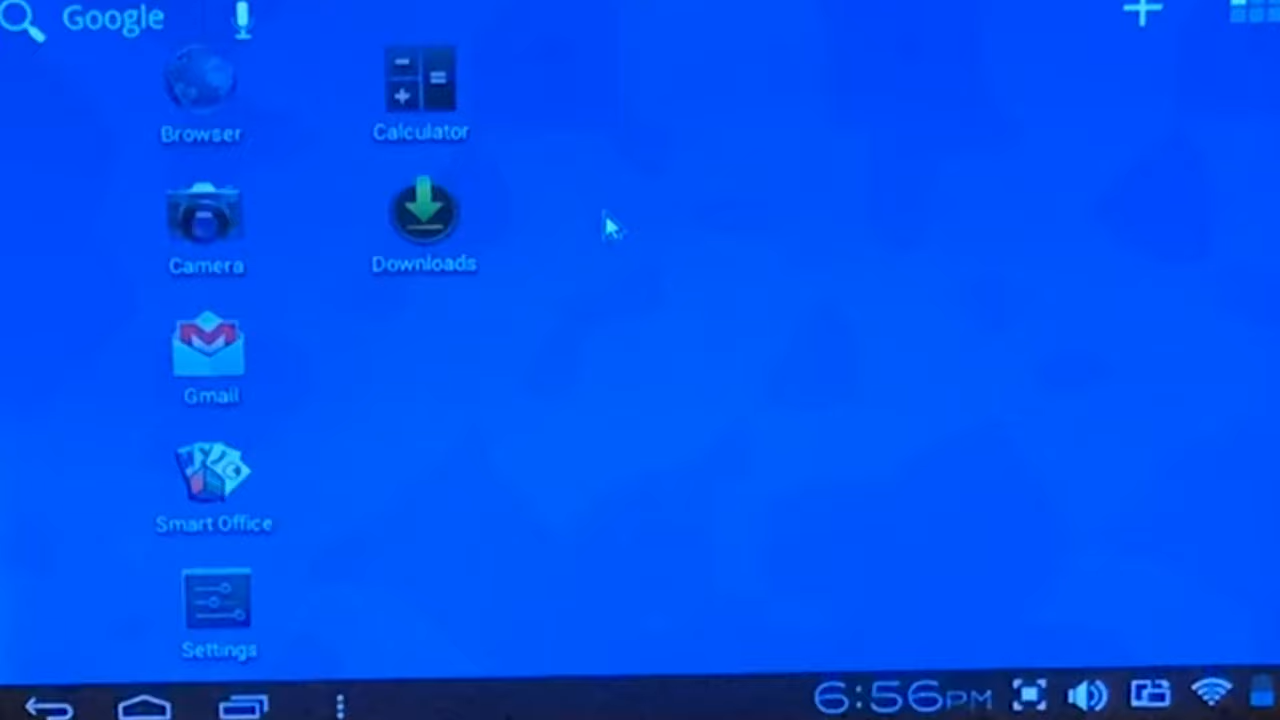 Google
Browser
Calculator
Camera
Downloads
Gmail
Smart Office
Settings
6:56PM